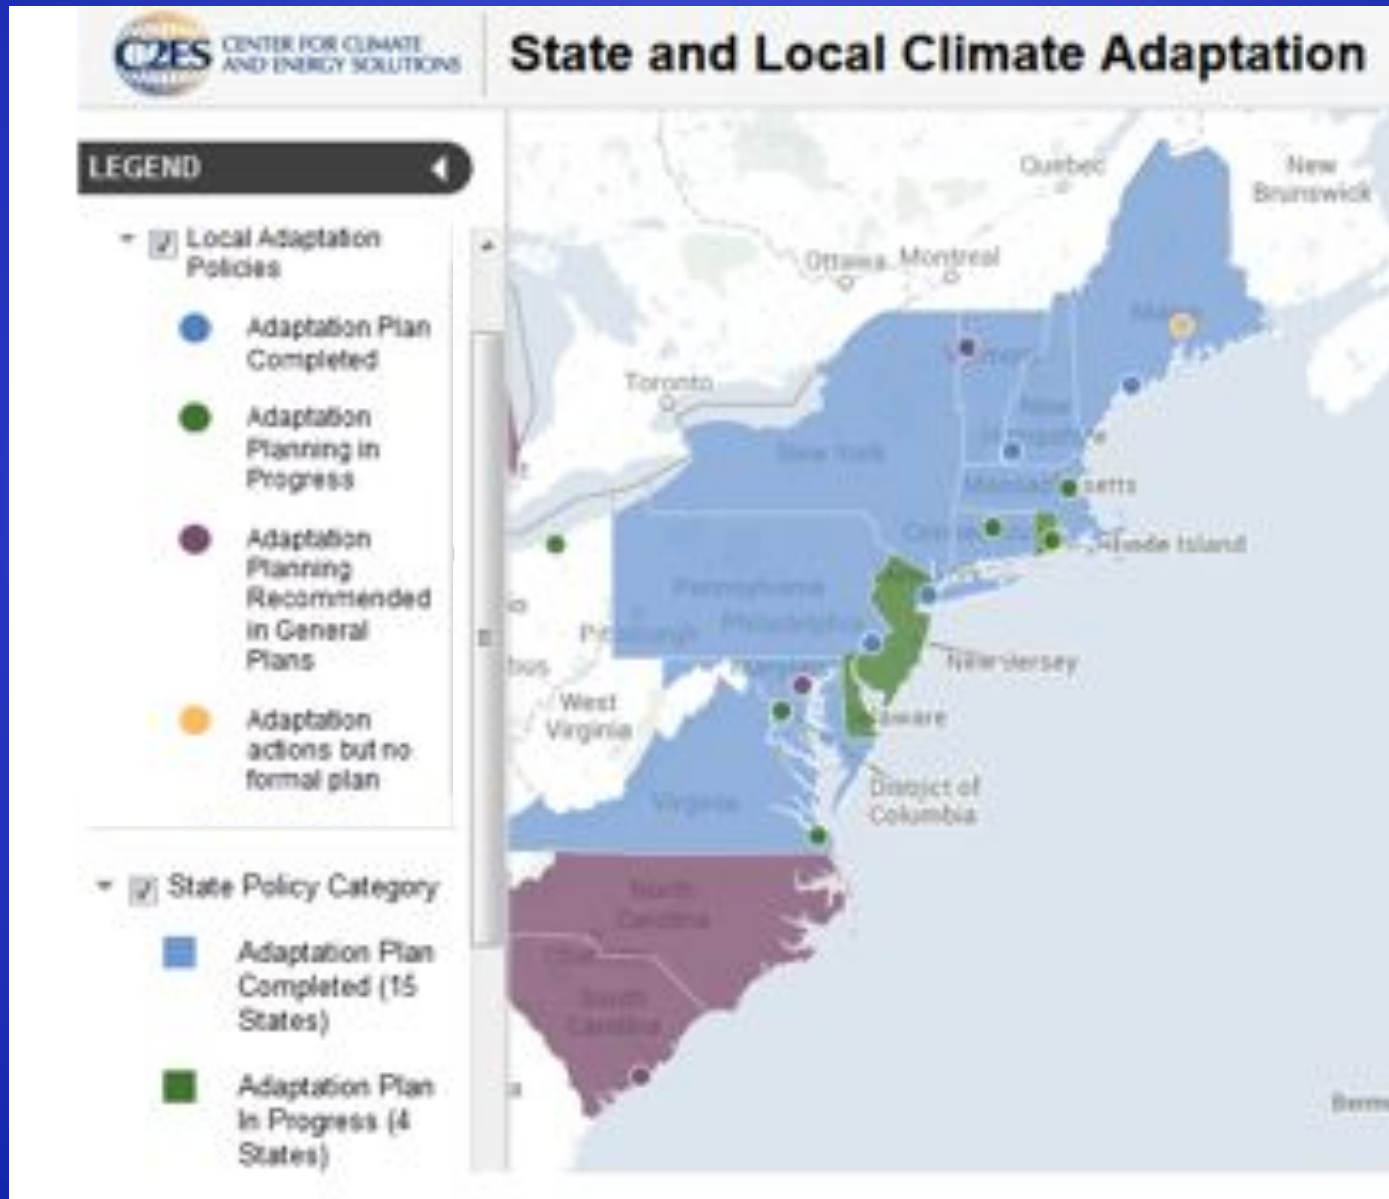 C2ES
CENTER FOR CLIMATE
AND ENERGY SOLUTIONS
State and Local Climate Adaptation
LEGEND
Local Adaptation
Policies
Adaptation Plan
Completed
Adaptation
Planning in
Progress
Adaptation
Planning
Recommended
in General
Plans
Adaptation
actions but no
formal plan
State Policy Category
Adaptation Plan
Completed (15
States)
Adaptation Plan
In Progress (4
States)
Quebec
New
Brunswick
Ottawa
Montreal
Toronto
New York
Pennsylvania
Philadelphia
Rhode Island
New Jersey
West
Virginia
aware
District of
Columbia
Virginia
North
Carolina
South
Carolina